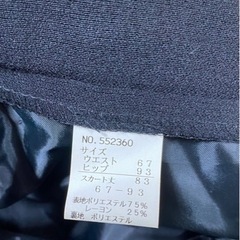 NO.552360
サイズ
ウエスト 67
ヒップ 93
スカート丈 83
67-93
表地ポリエステル75%
レーヨン 25%
裏地 ポリエステル